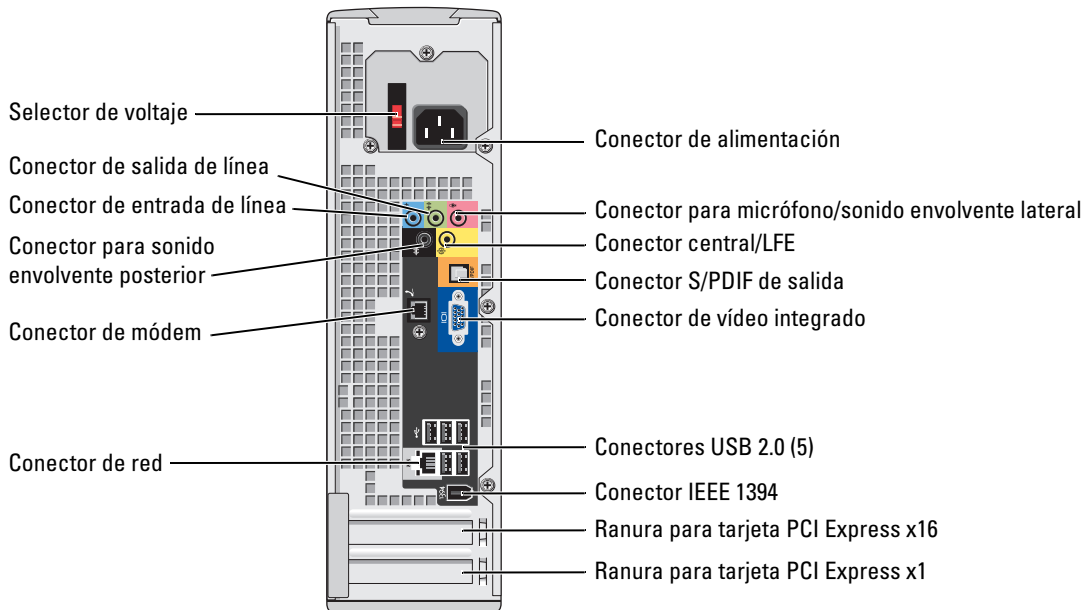 Selector de voltaje
Conector de salida de línea
Conector de entrada de línea
Conector para sonido
envolvente posterior
Conector de módem
Conector de red
Conector de alimentación
Conector para micrófono/sonido envolvente lateral
Conector central/LFE
Conector S/PDIF de salida
Conector de vídeo integrado
Conectores USB 2.0 (5)
Conector IEEE 1394
Ranura para tarjeta PCI Express x16
Ranura para tarjeta PCI Express x1
1394